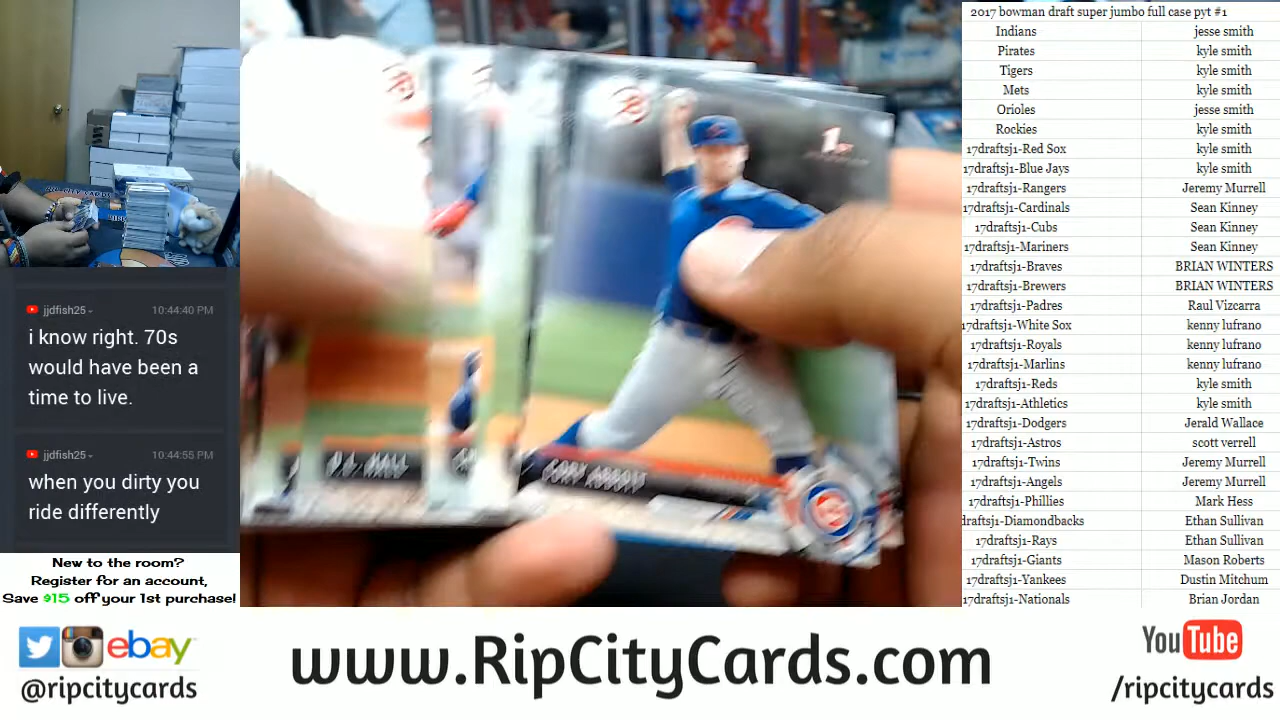 2017 bowman draft super jumbo full case pyt #1
Indians jesse smith
Pirates kyle smith
Tigers kyle smith
Mets kyle smith
Orioles jesse smith
Rockies kyle smith
17draftsj1-Red Sox kyle smith
17draftsj1-Blue Jays kyle smith
17draftsj1-Rangers Jeremy Murrell
17draftsj1-Cardinals Sean Kinney
17draftsj1-Cubs Sean Kinney
17draftsj1-Mariners Sean Kinney
17draftsj1-Braves BRIAN WINTERS
17draftsj1-Brewers BRIAN WINTERS
17draftsj1-Padres Raul Vizcarra
17draftsj1-White Sox kenny lufrano
17draftsj1-Royals kenny lufrano
17draftsj1-Marlins kenny lufrano
17draftsj1-Reds kyle smith
17draftsj1-Athletics kyle smith
17draftsj1-Dodgers Jerald Wallace
17draftsj1-Astros scott verrell
17draftsj1-Twins Jeremy Murrell
17draftsj1-Angels Jeremy Murrell
17draftsj1-Phillies Mark Hess
draftsj1-Diamondbacks Ethan Sullivan
17draftsj1-Rays Ethan Sullivan
17draftsj1-Giants Mason Roberts
17draftsj1-Yankees Dustin Mitchum
17draftsj1-Nationals Brian Jordan
jjdfish25 10:44:40 PM
i know right. 70s
would have been a
time to live.
jjdfish25 10:44:55 PM
when you dirty you
ride differently
New to the room?
Register for an account,
Save $15 off your 1st purchase!
ebay
@ripcitycards
www.RipCityCards.com
YouTube
/ripcitycards